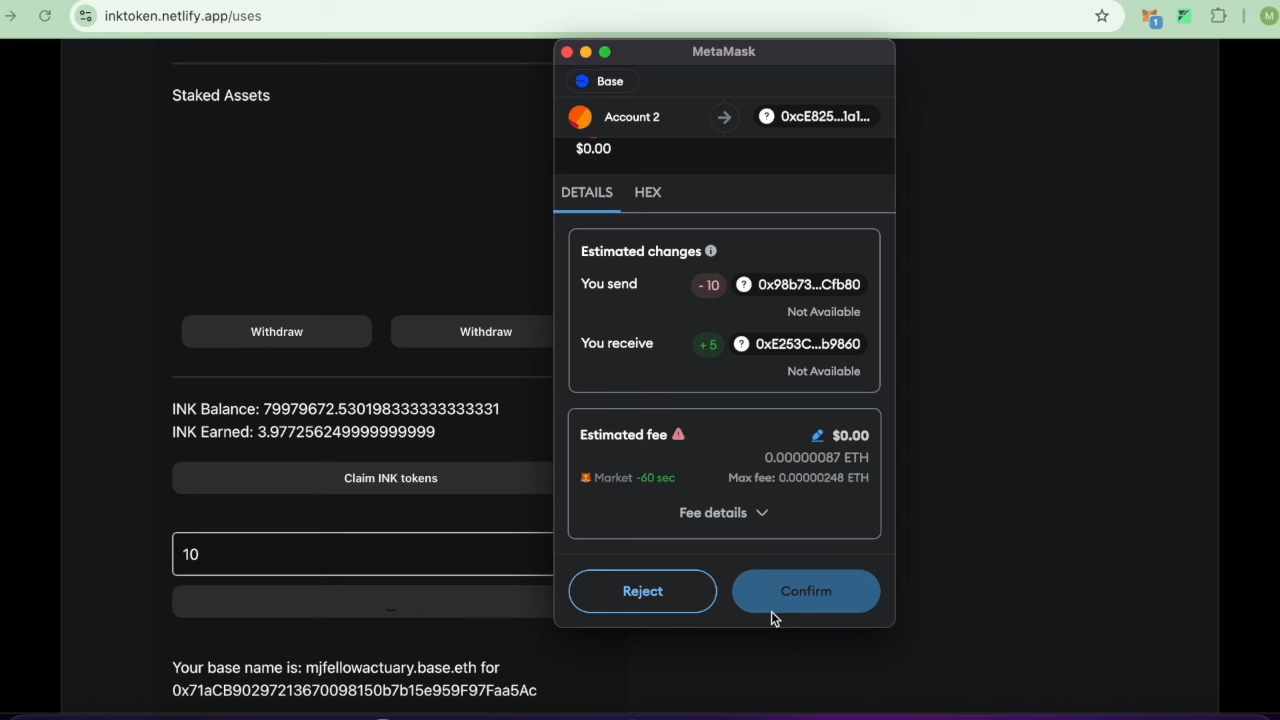 inktoken.netlify.app/uses
1
M
MetaMask
Base
Account 2
0xcE825...1a1...
$0.00
DETAILS
HEX
Estimated changes
You send
- 10
0x98b73...Cfb80
Not Available
You receive
+ 5
0xE253C...b9860
Not Available
Estimated fee
$0.00
0.00000087 ETH
Market ~60 sec
Max fee: 0.00000248 ETH
Fee details
Reject
Confirm
Staked Assets
Withdraw
Withdraw
INK Balance: 79979672.530198333333333331
INK Earned: 3.977256249999999999
Claim INK tokens
10
Your base name is: mjfellowactuary.base.eth for
0x71aCB90297213670098150b7b15e959F97Faa5Ac